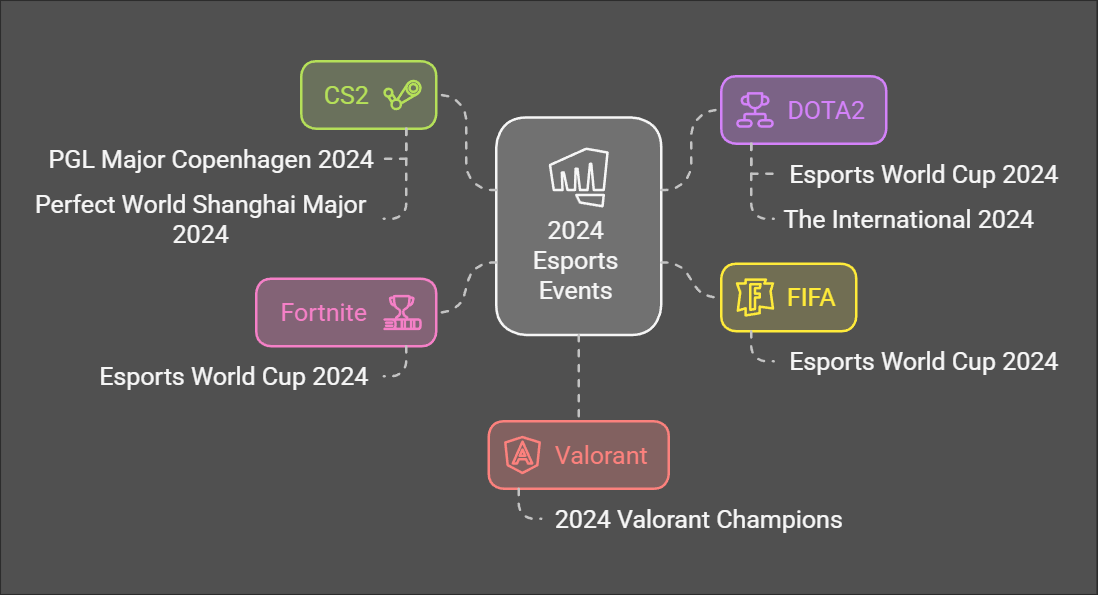 CS2
PGL Major Copenhagen 2024
Perfect World Shanghai Major
2024
Fortnite
Esports World Cup 2024
2024
Esports
Events
DOTA2
Esports World Cup 2024
The International 2024
FIFA
Esports World Cup 2024
Valorant
2024 Valorant Champions